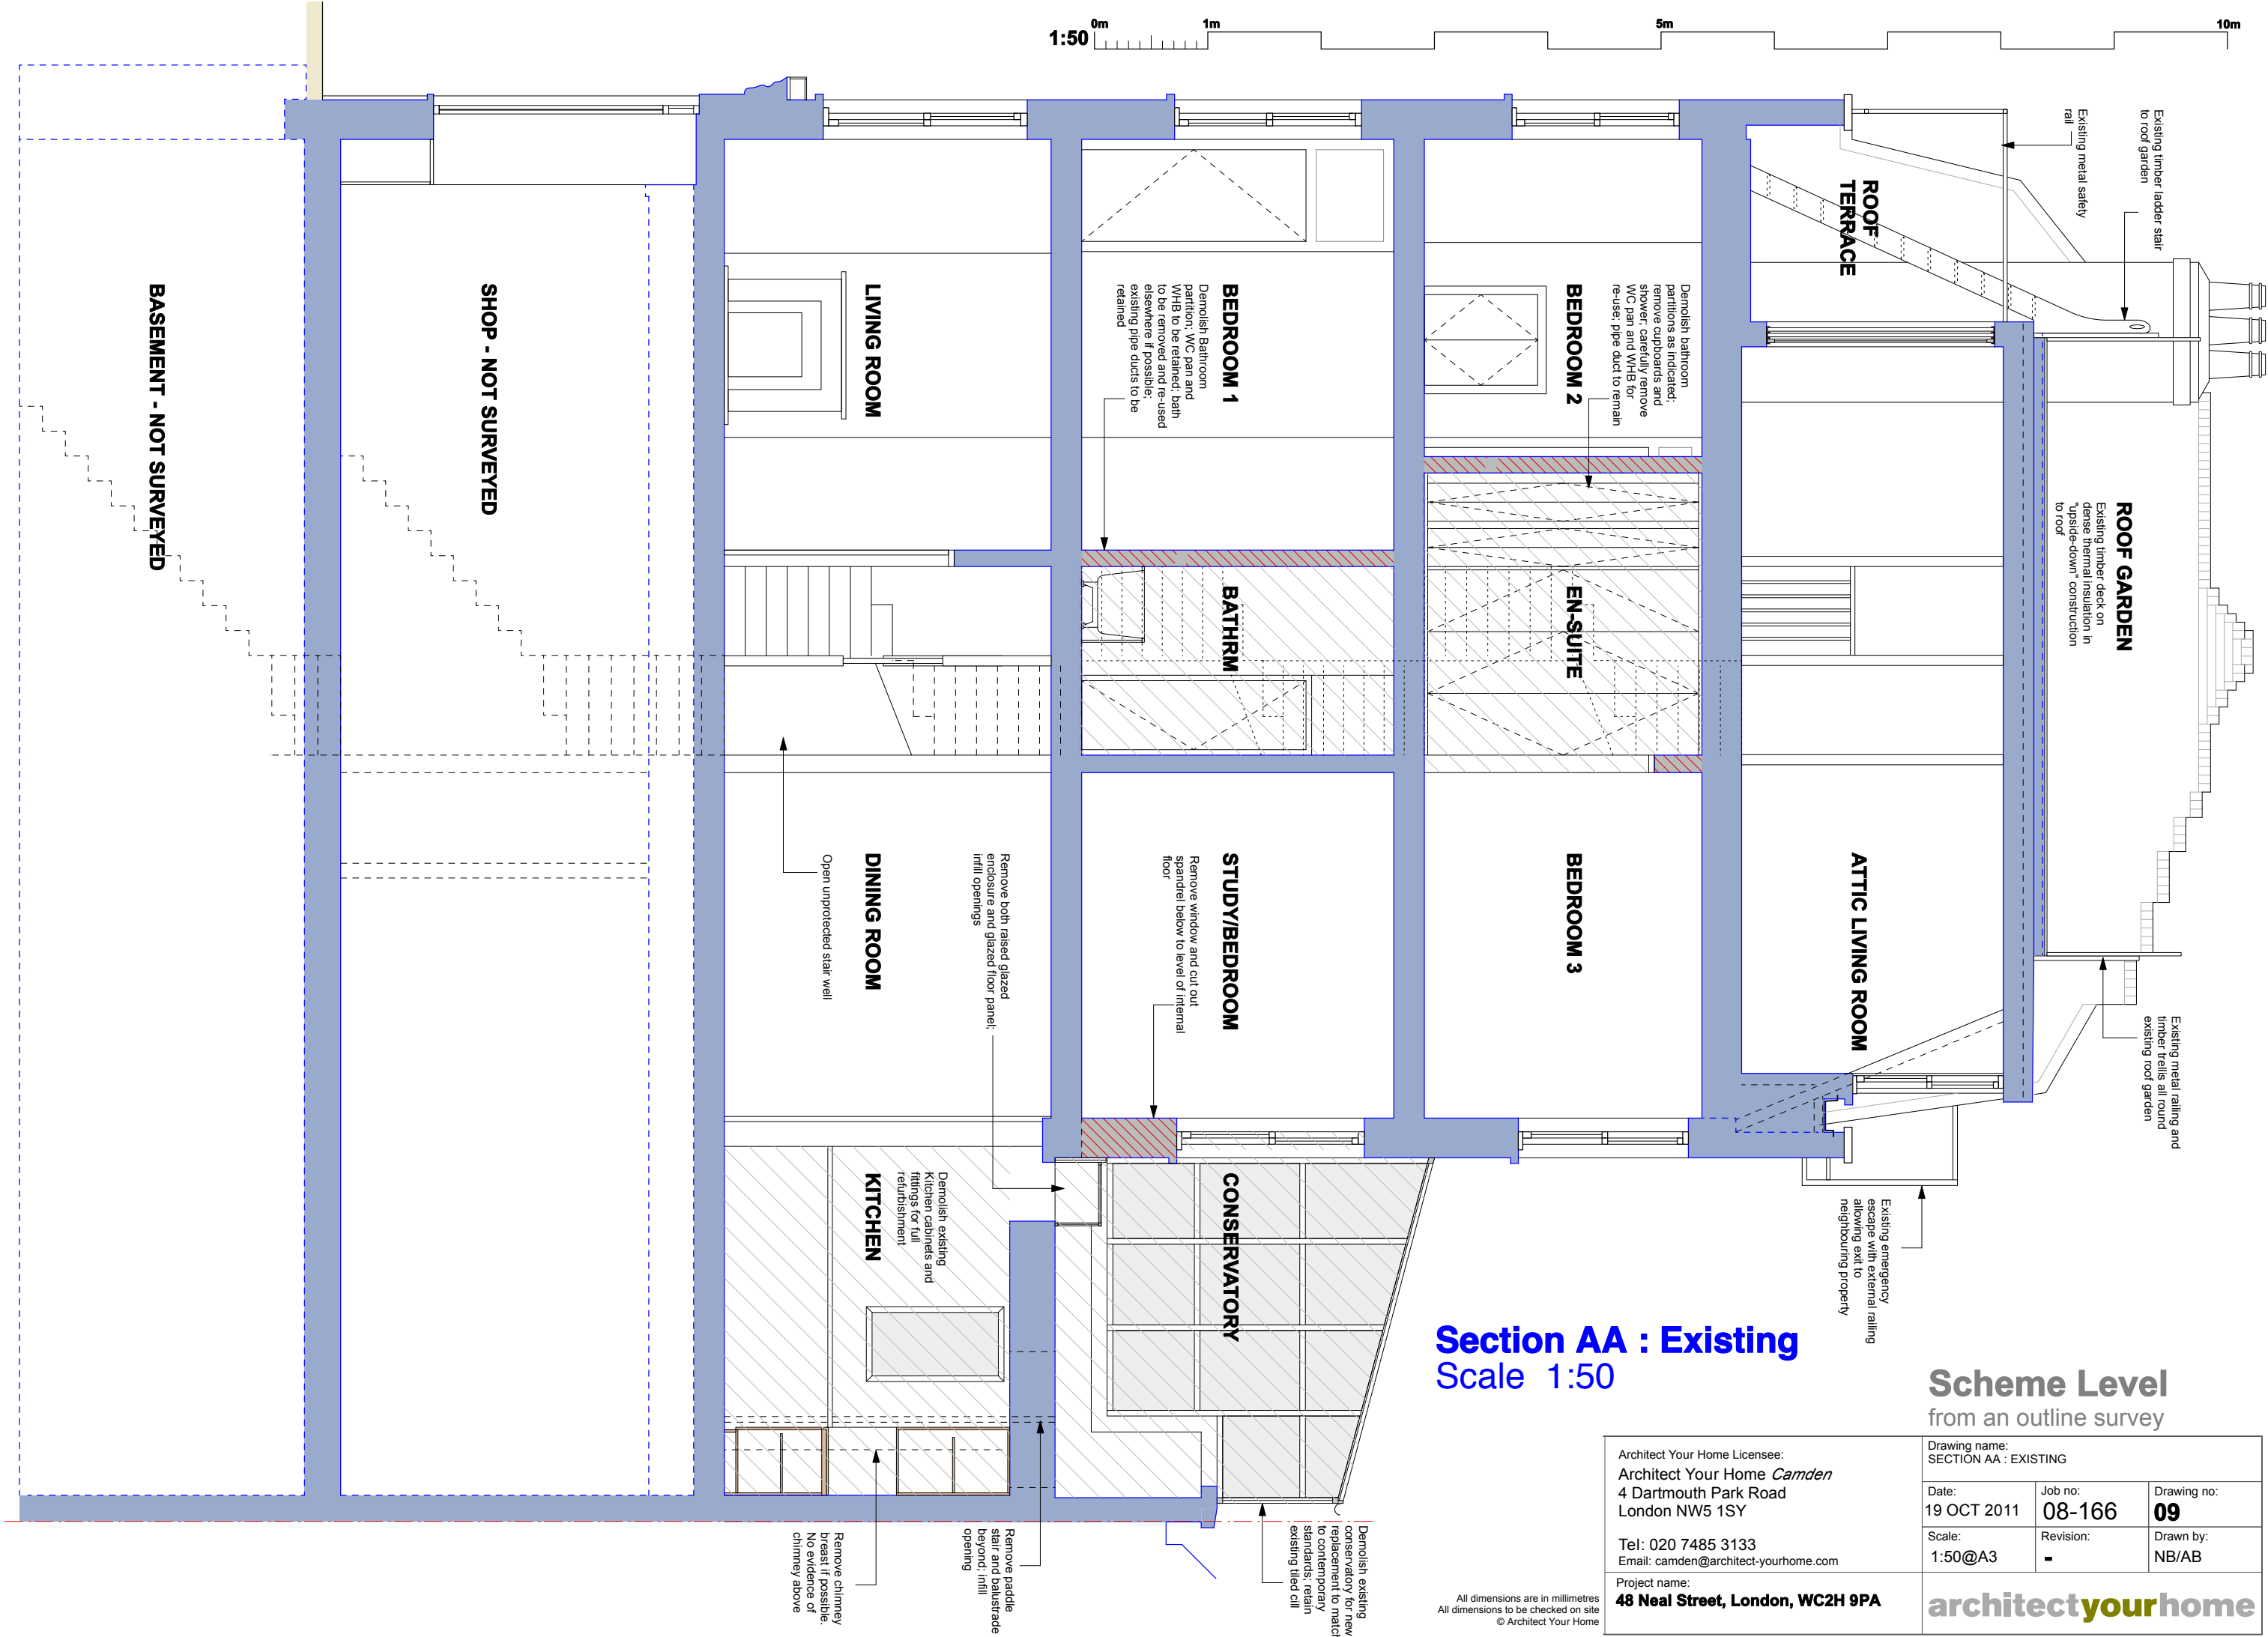 0m
1m
5m
10m
1:50
Existing timber ladder stair
to roof garden
Existing metal safety
rail
ROOF
TERRACE
ROOF GARDEN
Existing timber deck on
dense thermal insulation in
"upside-down" construction
to roof
Existing metal railing and
timber trellis all round
existing roof garden
ATTIC LIVING ROOM
Existing emergency
escape with external railing
allowing exit to
neighbouring property
BEDROOM 2
Demolish bathroom
partitions as indicated;
remove cupboards and
shower; carefully remove
WC pan and WHB for
re-use; pipe duct to remain
EN-SUITE
BEDROOM 3
BEDROOM 1
Demolish Bathroom
partition; WC pan and
WHB to be retained; bath
to be removed and re-used
elsewhere if possible;
existing pipe ducts to be
retained
BATHRM
STUDY/BEDROOM
Remove window and cut out
spandrel below to level of internal
floor
CONSERVATORY
Demolish existing
conservatory for new
replacement to match
to contemporary
standards; retain
existing tiled cill
LIVING ROOM
DINING ROOM
Remove both raised glazed
enclosure and glazed floor panel;
infill openings
Open unprotected stair well
KITCHEN
Demolish existing
Kitchen cabinets and
fittings for full
refurbishment
Remove paddle
stair and balustrade
beyond; infill
opening
Remove chimney
breast if possible.
No evidence of
chimney above
SHOP - NOT SURVEYED
BASEMENT - NOT SURVEYED
Section AA : Existing
Scale 1:50
Scheme Level
from an outline survey
Architect Your Home Licensee:
Architect Your Home Camden
4 Dartmouth Park Road
London NW5 1SY
Tel: 020 7485 3133
Email: camden@architect-yourhome.com
Project name:
48 Neal Street, London, WC2H 9PA
Drawing name:
SECTION AA : EXISTING
Date:
19 OCT 2011
Job no:
08-166
Drawing no:
09
Scale:
1:50@A3
Revision:
-
Drawn by:
NB/AB
architectyourhome
All dimensions are in millimetres
All dimensions to be checked on site
© Architect Your Home